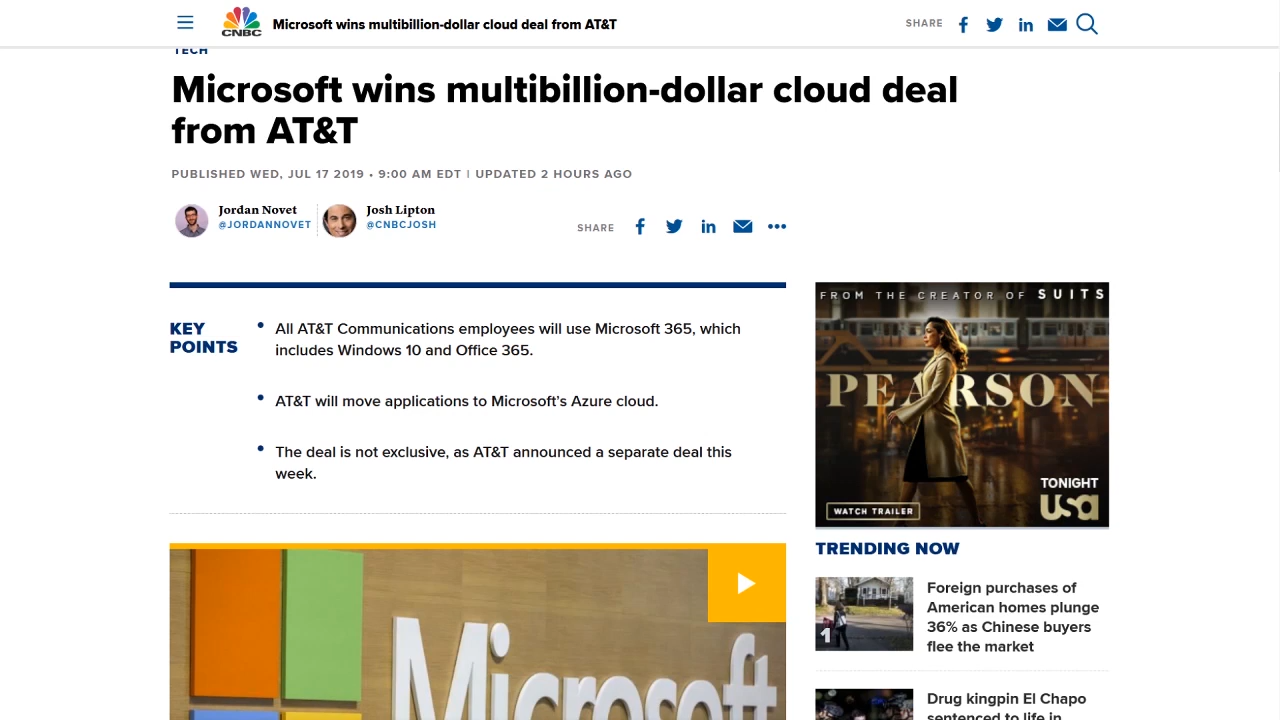 CNBC
Microsoft wins multibillion-dollar cloud deal from AT&T
SHARE
TECH
Microsoft wins multibillion-dollar cloud deal
from AT&T
PUBLISHED WED, JUL 17 2019 • 9:00 AM EDT | UPDATED 2 HOURS AGO
Jordan Novet
@JORDANNOVET
Josh Lipton
@CNBCJOSH
SHARE
KEY
POINTS
• All AT&T Communications employees will use Microsoft 365, which
includes Windows 10 and Office 365.
• AT&T will move applications to Microsoft's Azure cloud.
• The deal is not exclusive, as AT&T announced a separate deal this
week.
Microsoft
FROM THE CREATOR OF SUITS
PEARSON
TONIGHT
usa
WATCH TRAILER
TRENDING NOW
1
Foreign purchases of
American homes plunge
36% as Chinese buyers
flee the market
Drug kingpin El Chapo
sentenced to life in